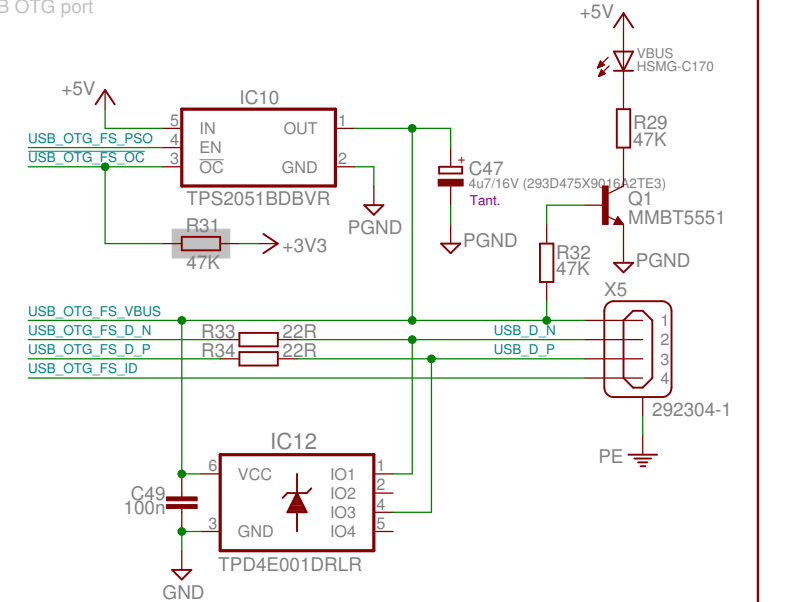 B OTG port
+5V
VBUS
HSMG-C170
+5V
IC10
R29
47K
5 IN OUT 1
USB_OTG_FS_PSO 4 EN
USB_OTG_FS_OC 3 OC GND 2
C47
4u7/16V (293D475X9016A2TE3)
Tant.
TPS2051BDBVR
Q1
MMBT5551
R31
47K
+3V3
PGND
PGND
R32
47K
PGND
X5
USB_OTG_FS_VBUS 1
USB_OTG_FS_D_N R33 22R USB_D_N 2
USB_OTG_FS_D_P R34 22R USB_D_P 3
USB_OTG_FS_ID 4
292304-1
PE
IC12
6 VCC IO1 1
IO2 2
C49
100n
IO3 4
3 GND IO4 5
TPD4E001DRLR
GND